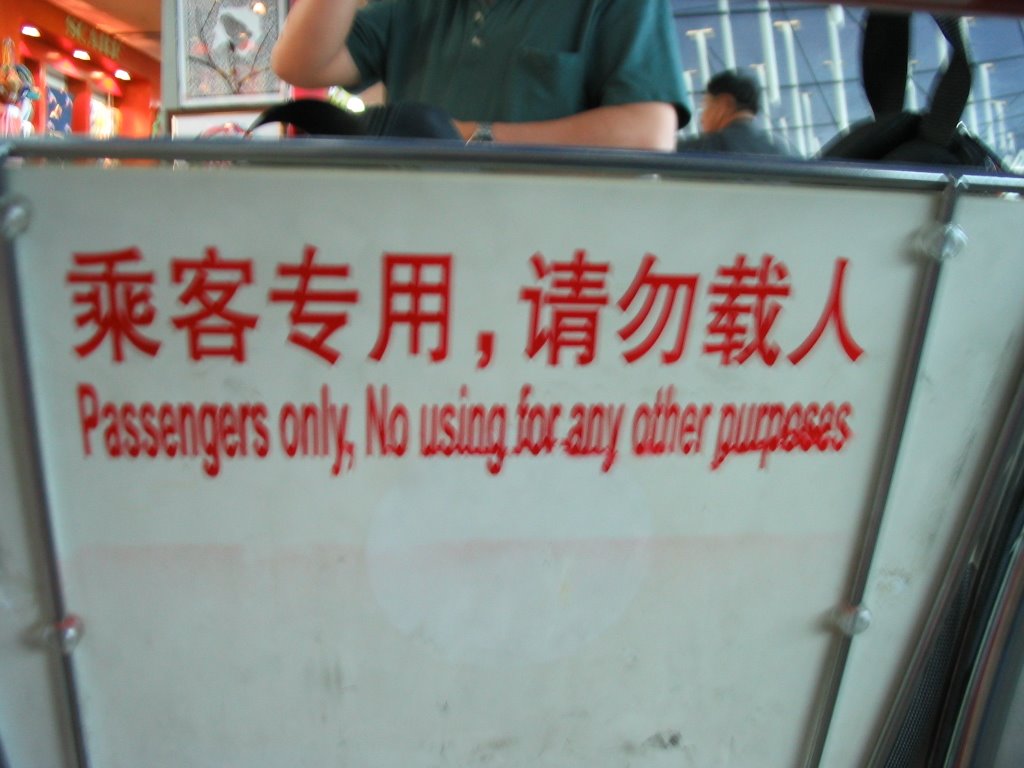 乘客专用,请勿载人
Passengers only, No using for any other purposes